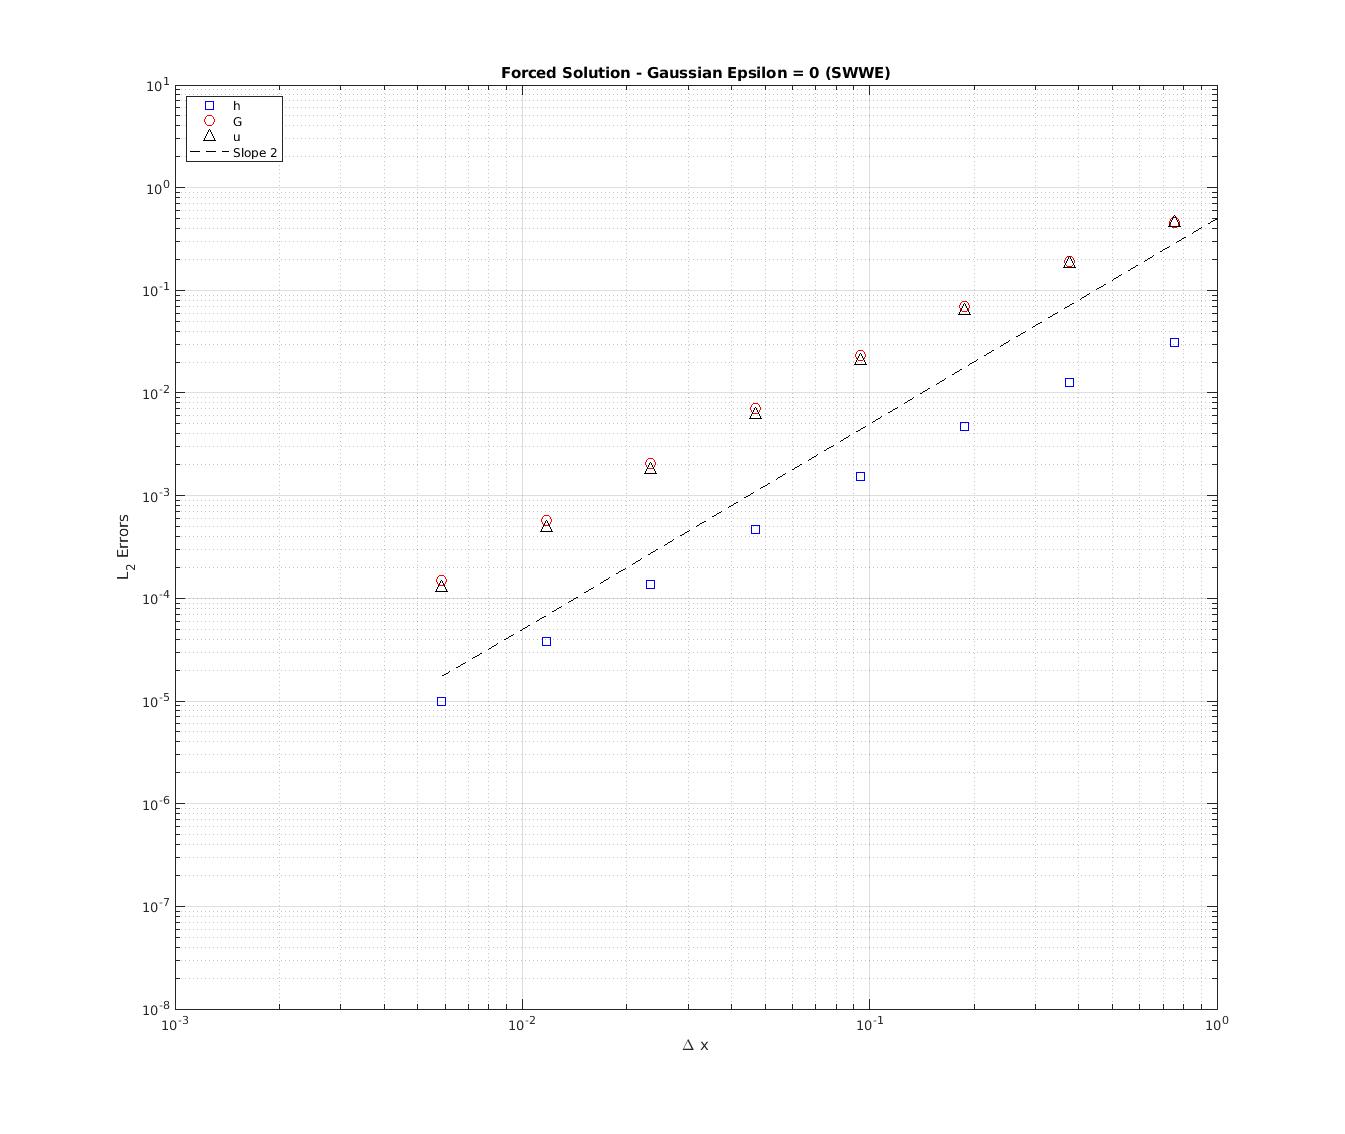 Forced Solution - Gaussian Epsilon = 0 (SWWE)
10^1
h
G
u
Slope 2
10^0
10^-1
10^-2
10^-3
10^-4
10^-5
10^-6
10^-7
10^-8
L_2 Errors
10^-3
10^-2
10^-1
10^0
Δ x